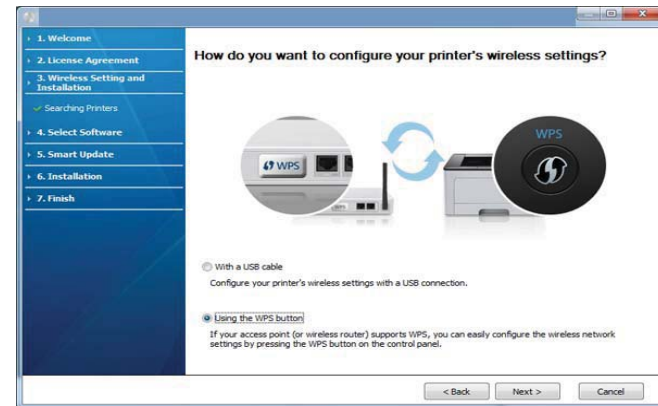 1. Welcome
2. License Agreement
3. Wireless Setting and
Installation
Searching Printers
4. Select Software
5. Smart Update
6. Installation
7. Finish
How do you want to configure your printer's wireless settings?
WPS
WPS
WPS
With a USB cable
Configure your printer's wireless settings with a USB connection.
Using the WPS button
If your access point (or wireless router) supports WPS, you can easily configure the wireless network
settings by pressing the WPS button on the control panel.
< Back
Next >
Cancel